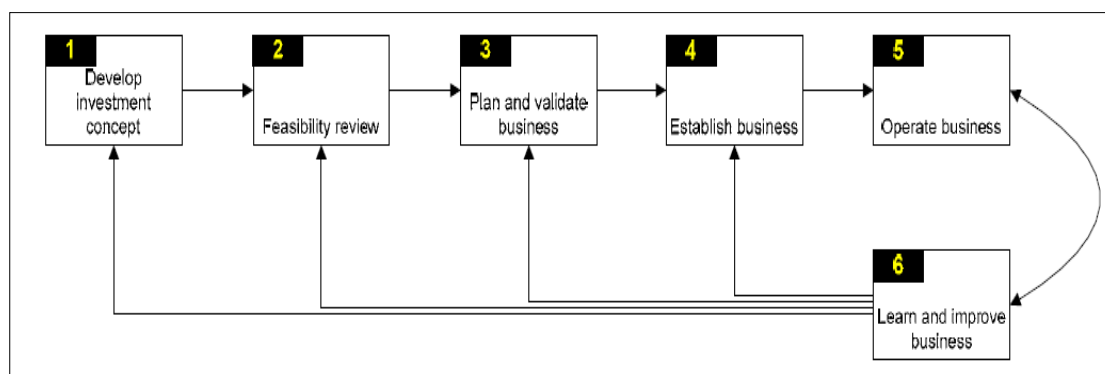 1
Develop
investment
concept
2
Feasibility review
3
Plan and validate
business
4
Establish business
5
Operate business
6
Learn and improve
business